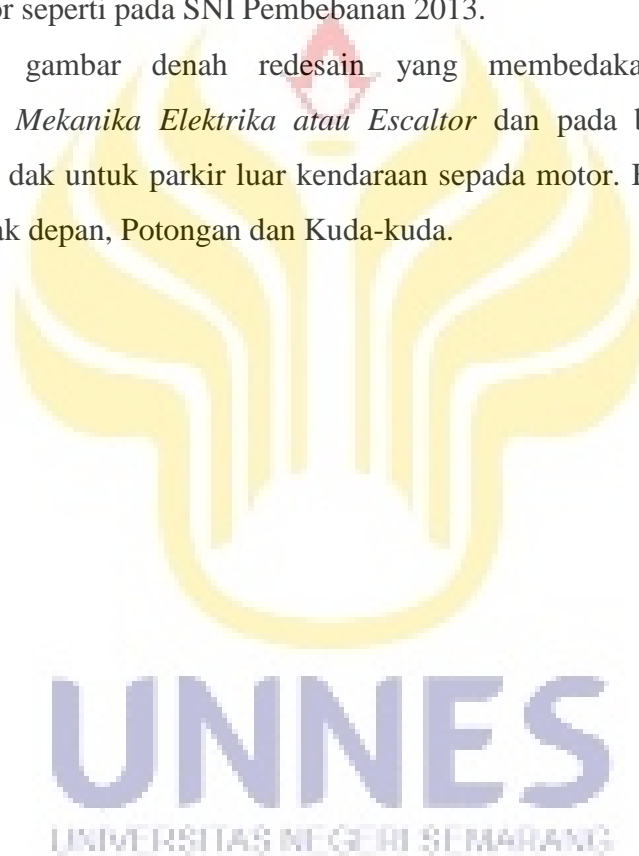 or seperti pada SNI Pembebanan 2013.
gambar denah redesain yang membedaka
Mekanika Elektrika atau Escaltor dan pada b
dak untuk parkir luar kendaraan sepada motor.
ak depan, Potongan dan Kuda-kuda.
UNNES
UNIVERSITAS NEGERI SEMARANG